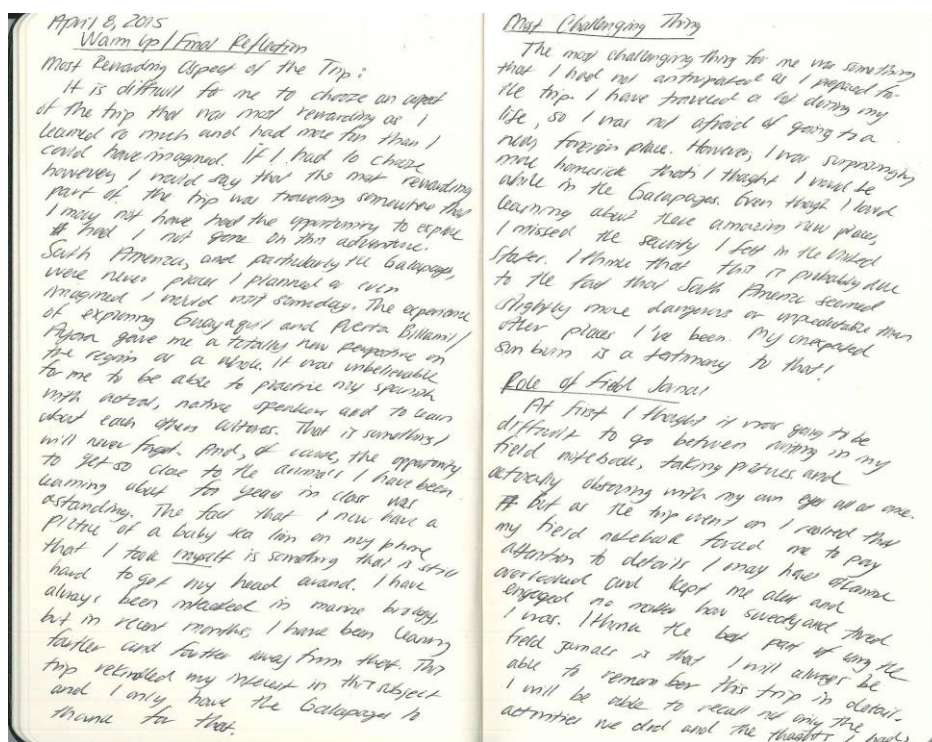 April 8, 2015
Warm Up/Final Reflection
Most Rewarding Aspect of the Trip:
It is difficult for me to choose an aspect
of the trip that was most rewarding as I
learned so much and had more fun than I
could have imagined. If I had to choose
however, I would say that the most rewarding
part of the trip was traveling somewhere that
I may not have had the opportunity to explore
had I not gone on this adventure.
South America, and particularly the Galapagos,
were never places I planned or even
imagined I would visit someday. The experience
of exploring Guayaquil and Puerta Billamil/
Ayora gave me a totally new perspective on
the region as a whole. It was unbelievable
for me to be able to practice my spanish
with actual, native speakers and to learn
about each others cultures. That is something I
will never forget. And, of course, the opportunity
to get so close to the animals I have been
learning about for years in class was
astanding. The fact that I now have a
picture of a baby sea lion on my phone
that I took myself is something that is still
hard to get my head around. I have
always been interested in marine biology,
but in recent months, I have been leaning
farther and farther away from that. This
trip rekindled my interest in this subject
and I only have the Galapagos to
thank for that.
Most Challenging Thing
The most challenging thing for me was something
that I had not anticipated as I prepared for
the trip. I have traveled a lot during my
life, so I was not afraid of going to a
new, foreign place. However, I was surprisingly
more homesick that I thought I would be
while in the Galapagos. Even though I loved
learning about these amazing new places,
I missed the security I felt in the United
States. I think that this is probably due
to the fact that South America seemed
slightly more dangerous or unpredictable than
other places I've been. My unexpected
sun burn is a testimony to that!
Role of Field Journal
At first I thought it was going to be
difficult to go between writing in my
field notebook, taking pictures and
actually observing with my own eyes all at once.
But as the trip went on I realized that
my field notebook forced me to pay
attention to details I may have
overlooked and kept me alert and
engaged no matter how sweaty and tired
I was. I think the best part of using the
field journals is that I will always be
able to remember this trip in detail.
I will be able to recall not only the
activities we did and the thoughts I had,